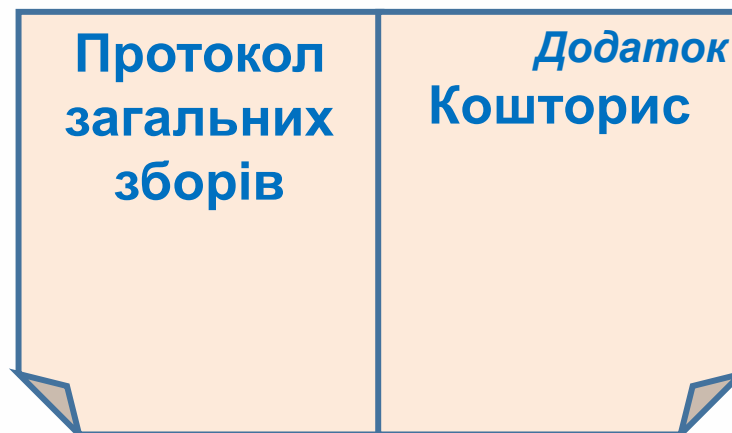 Протокол
загальних
зборів
Додаток
Кошторис